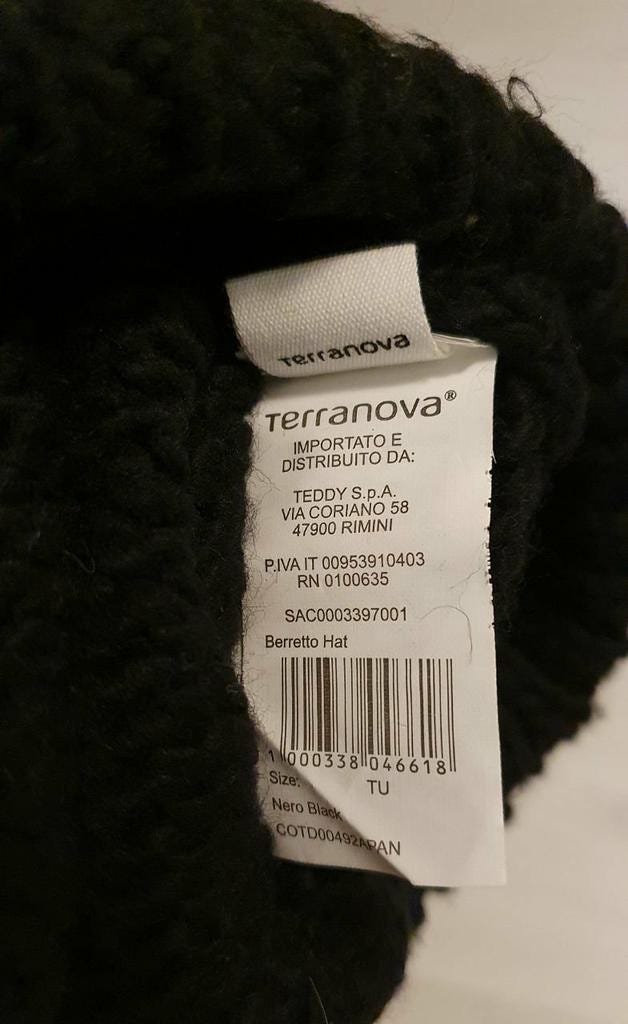 Terranova
Terranova®
IMPORTATO E
DISTRIBUITO DA:
TEDDY S.p.A.
VIA CORIANO 58
47900 RIMINI
P.IVA IT 00953910403
RN 0100635
SAC0003397001
Berretto Hat
1 000338 046618
Size: TU
Nero Black
COTD00492APAN